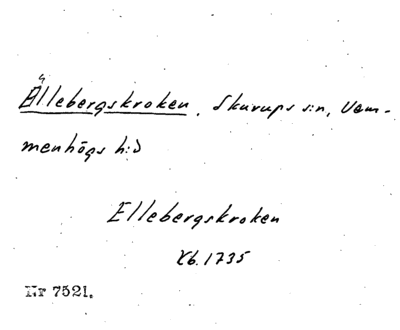 Ällebergskroken, Skurups s:n, Vem-
menhögs h:d
Ellebergskroken
Kb. 1735
Nr 7521.